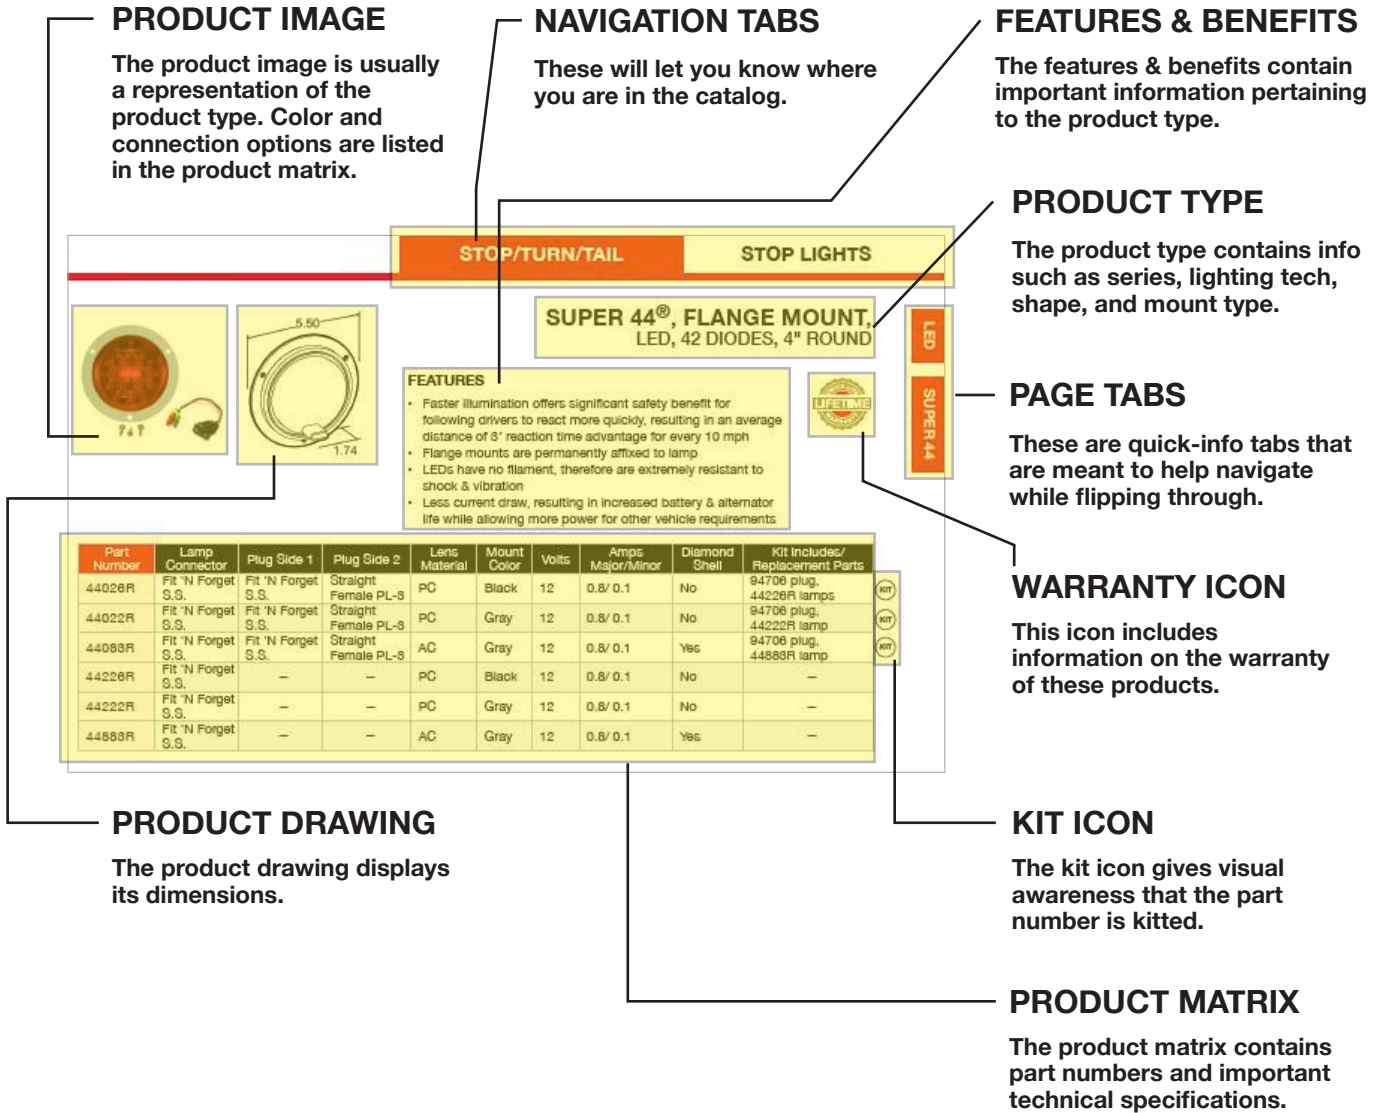 PRODUCT IMAGE
The product image is usually
a representation of the
product type. Color and
connection options are listed
in the product matrix.
NAVIGATION TABS
These will let you know where
you are in the catalog.
FEATURES & BENEFITS
The features & benefits contain
important information pertaining
to the product type.
PRODUCT TYPE
The product type contains info
such as series, lighting tech,
shape, and mount type.
STOP/TURN/TAIL
STOP LIGHTS
5.50
1.74
SUPER 44®, FLANGE MOUNT,
LED, 42 DIODES, 4" ROUND
LED
SUPER 44
FEATURES
• Faster illumination offers significant safety benefit for
following drivers to react more quickly, resulting in an average
distance of 8' reaction time advantage for every 10 mph
• Flange mounts are permanently affixed to lamp
• LEDs have no filament, therefore are extremely resistant to
shock & vibration
• Less current draw, resulting in increased battery & alternator
life while allowing more power for other vehicle requirements
LIFETIME
PAGE TABS
These are quick-info tabs that
are meant to help navigate
while flipping through.
Part Number Lamp Connector Plug Side 1 Plug Side 2 Lens Material Mount Color Volts Amps Major/Minor Diamond Shell Kit Includes/ Replacement Parts
44026R Fit 'N Forget S.S. Fit 'N Forget S.S. Straight Female PL-3 PC Black 12 0.8/ 0.1 No 94706 plug, 44226R lamps KIT
44022R Fit 'N Forget S.S. Fit 'N Forget S.S. Straight Female PL-3 PC Gray 12 0.8/ 0.1 No 94706 plug, 44222R lamp KIT
44083R Fit 'N Forget S.S. Fit 'N Forget S.S. Straight Female PL-3 AC Gray 12 0.8/ 0.1 Yes 94706 plug, 44883R lamp KIT
44226R Fit 'N Forget S.S. – – PC Black 12 0.8/ 0.1 No –
44222R Fit 'N Forget S.S. – – PC Gray 12 0.8/ 0.1 No –
44883R Fit 'N Forget S.S. – – AC Gray 12 0.8/ 0.1 Yes –
WARRANTY ICON
This icon includes
information on the warranty
of these products.
PRODUCT DRAWING
The product drawing displays
its dimensions.
KIT ICON
The kit icon gives visual
awareness that the part
number is kitted.
PRODUCT MATRIX
The product matrix contains
part numbers and important
technical specifications.